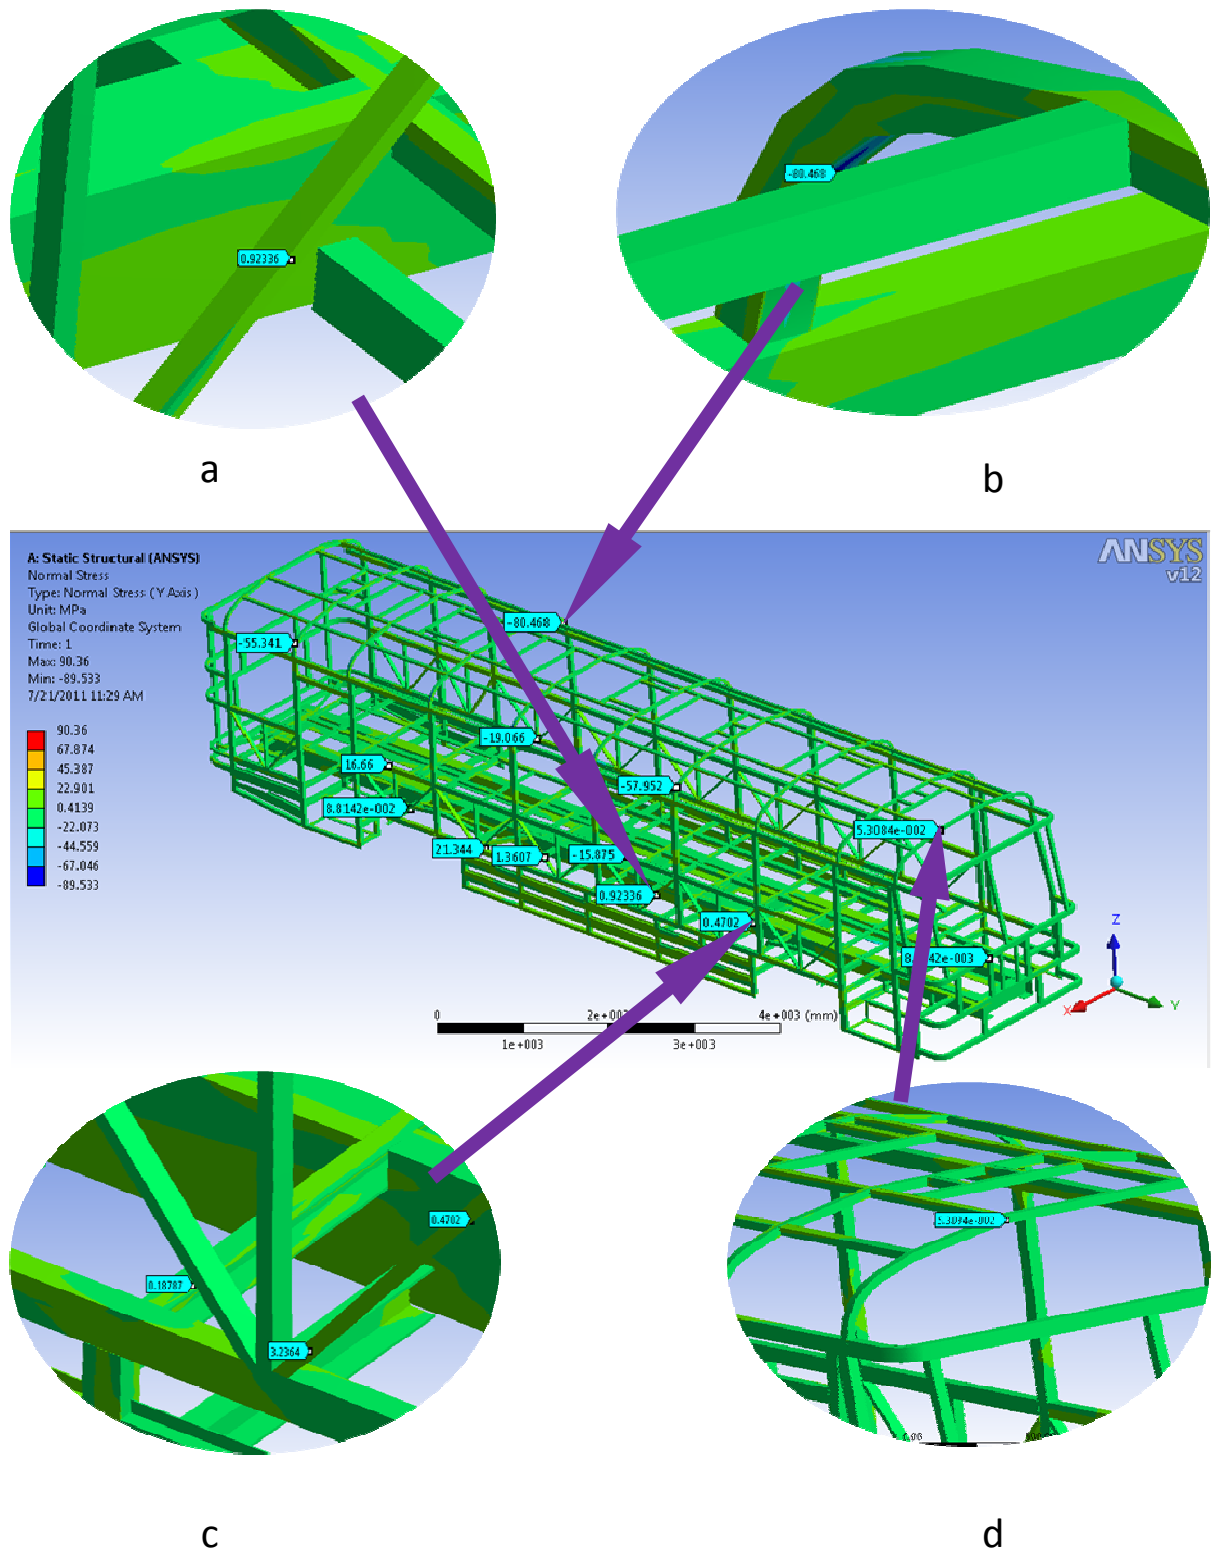 0.92336
-80.468
a
b
A: Static Structural (ANSYS)
Normal Stress
Type: Normal Stress ( Y Axis )
Unit: MPa
Global Coordinate System
Time: 1
Max: 90.36
Min: -89.533
7/21/2011 11:29 AM
ANSYS
v12
90.36
67.874
45.387
22.901
0.4139
-22.073
-44.559
-67.046
-89.533
-80.468
-55.341
-19.066
16.66
-57.952
8.8142e-002
5.3084e-002
21.344
1.3607
-15.875
0.92336
0.4702
Z
Y
X
0
2e+003
4e+003 (mm)
1e+003
3e+003
0.4702
0.18787
3.2364
5.3084e-002
c
d